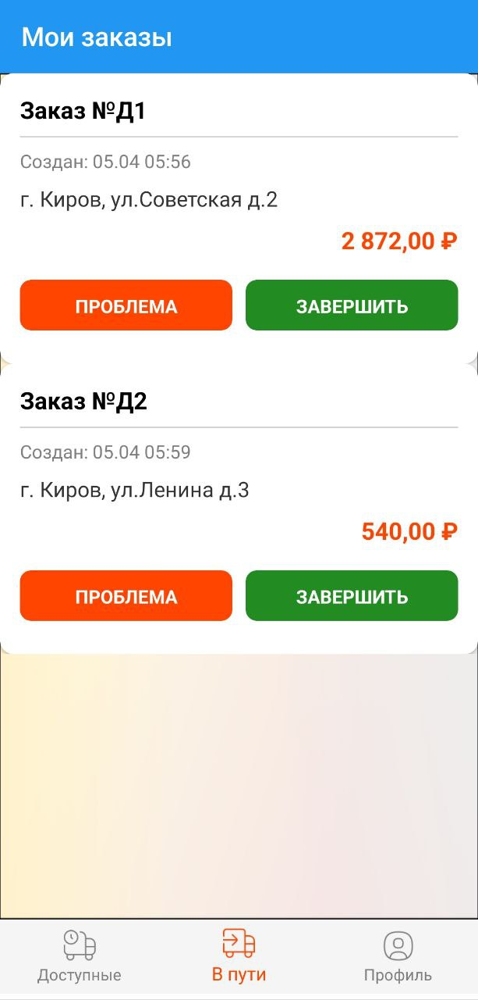 Мои заказы
Заказ №Д1
Создан: 05.04 05:56
г. Киров, ул.Советская д.2
2 872,00 ₽
ПРОБЛЕМА ЗАВЕРШИТЬ
Заказ №Д2
Создан: 05.04 05:59
г. Киров, ул.Ленина д.3
540,00 ₽
ПРОБЛЕМА ЗАВЕРШИТЬ
Доступные В пути Профиль